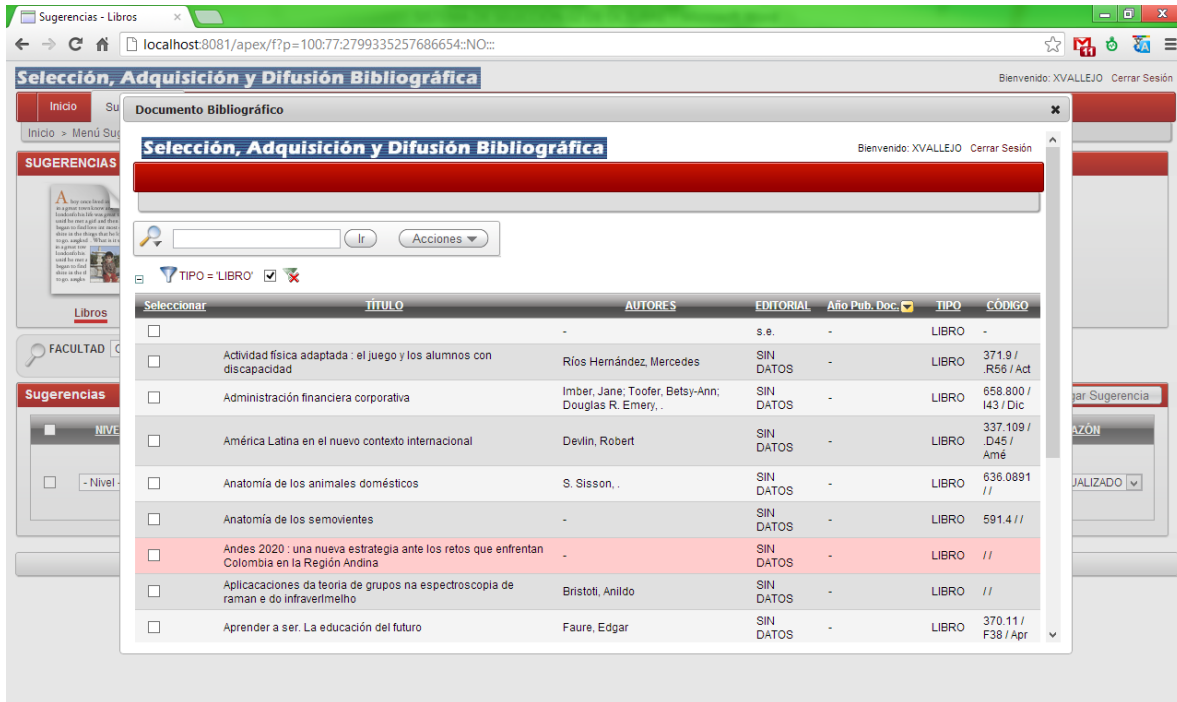 Sugerencias - Libros
localhost:8081/apex/f?p=100:77:2799335257686654::NO:::
Selección, Adquisición y Difusión Bibliográfica
Bienvenido: XVALLEJO Cerrar Sesión
Inicio Su
Documento Bibliográfico
Inicio > Menú Sug
Selección, Adquisición y Difusión Bibliográfica
Bienvenido: XVALLEJO Cerrar Sesión
SUGERENCIAS
Ir
Acciones
TIPO = 'LIBRO'
Libros
Seleccionar TÍTULO AUTORES EDITORIAL Año Pub. Doc. TIPO CÓDIGO
- s.e. - LIBRO -
FACULTAD
Actividad física adaptada : el juego y los alumnos con
discapacidad
Ríos Hernández, Mercedes
SIN
DATOS
-
LIBRO
371.9 /
.R56 / Act
Sugerencias
gar Sugerencia
Administración financiera corporativa
Imber, Jane; Toofer, Betsy-Ann;
Douglas R. Emery, .
SIN
DATOS
-
LIBRO
658.800 /
I43 / Dic
NIVE
AZÓN
América Latina en el nuevo contexto internacional
Devlin, Robert
SIN
DATOS
-
LIBRO
337.109 /
.D45 /
Amé
- Nivel -
UALIZADO
Anatomía de los animales domésticos
S. Sisson, .
SIN
DATOS
-
LIBRO
636.0891
/ /
Anatomía de los semovientes
-
SIN
DATOS
-
LIBRO
591.4 / /
Andes 2020 : una nueva estrategia ante los retos que enfrentan
Colombia en la Región Andina
-
SIN
DATOS
-
LIBRO
/ /
Aplicacaciones da teoria de grupos na espectroscopia de
raman e do infraverlmelho
Bristoti, Anildo
SIN
DATOS
-
LIBRO
/ /
Aprender a ser. La educación del futuro
Faure, Edgar
SIN
DATOS
-
LIBRO
370.11 /
F38 / Apr